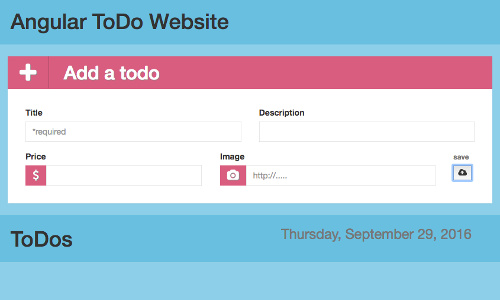 Angular ToDo Website
Add a todo
Title Description
*required
Price Image save
$ http://.....
ToDos Thursday, September 29, 2016